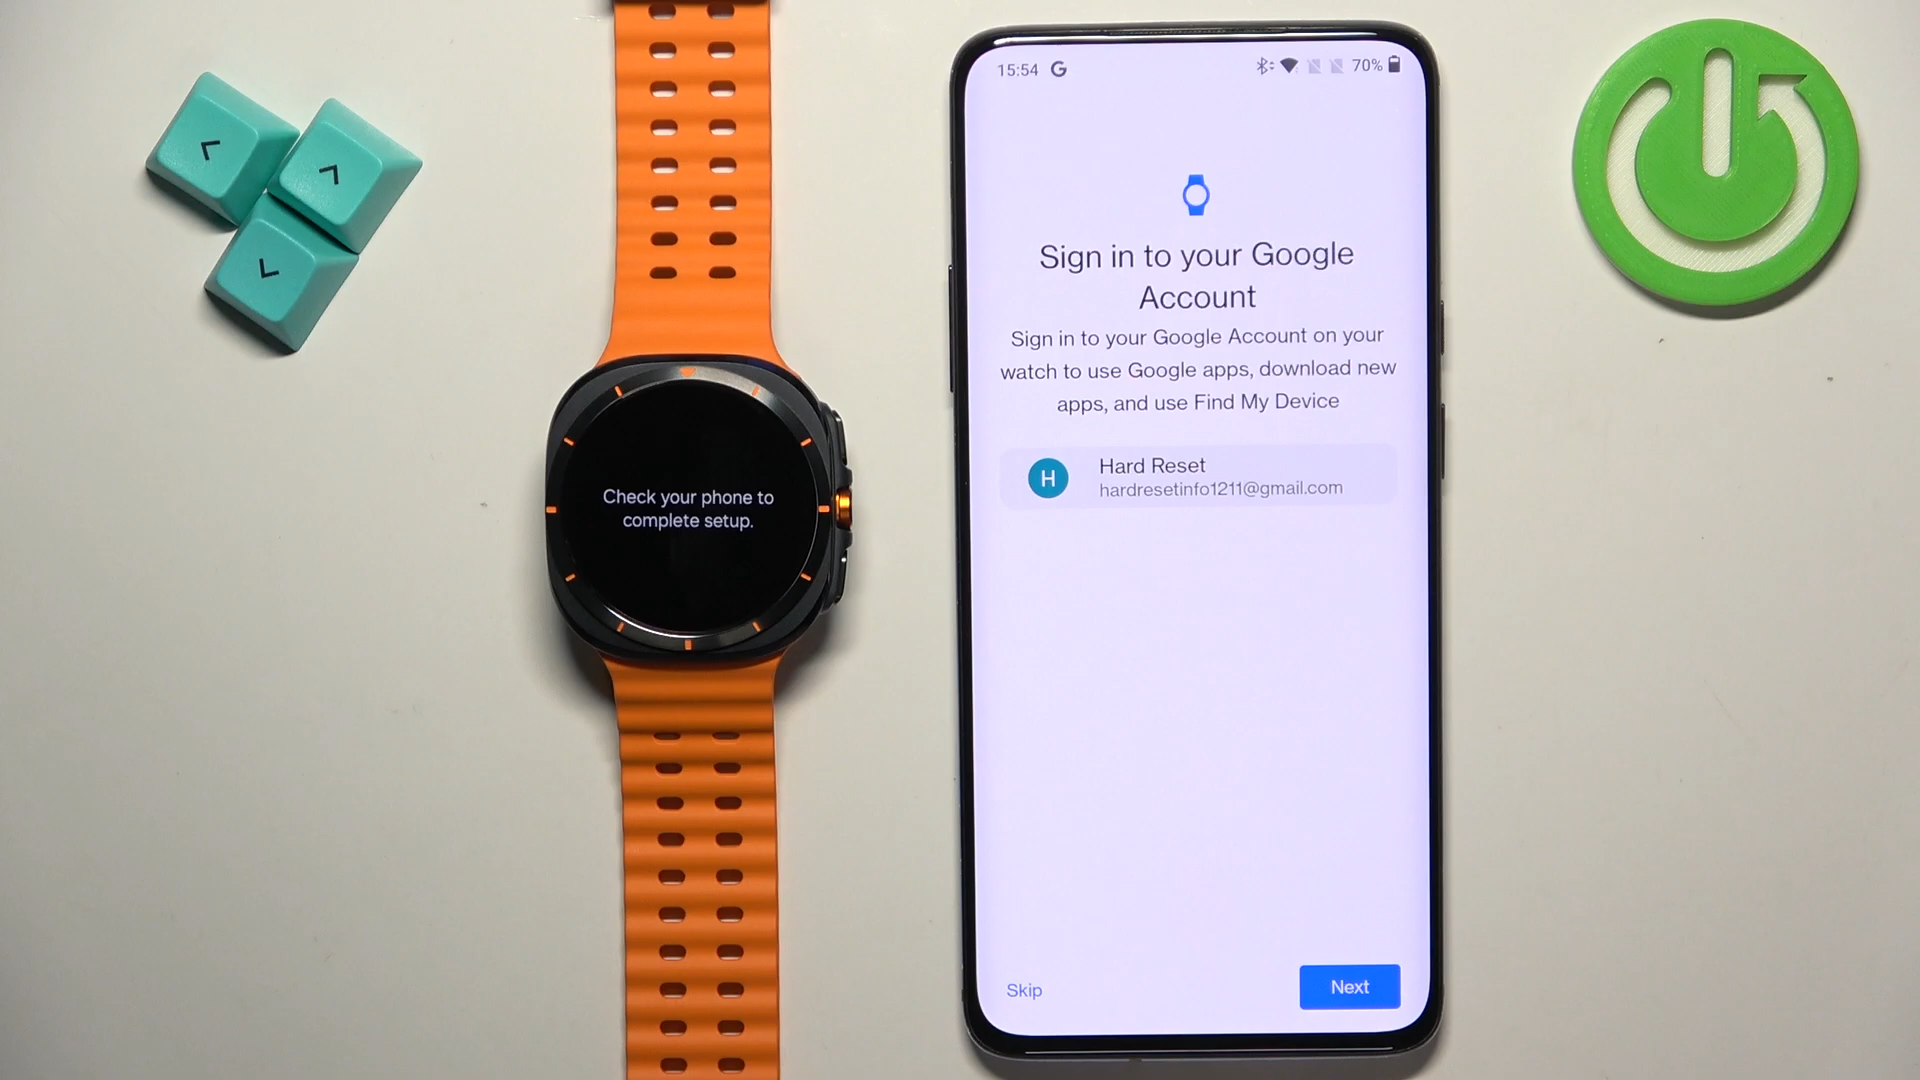 Check your phone to
complete setup.
15:54 G
70%
Sign in to your Google
Account
Sign in to your Google Account on your
watch to use Google apps, download new
apps, and use Find My Device
H
Hard Reset
hardresetinfo1211@gmail.com
Skip
Next